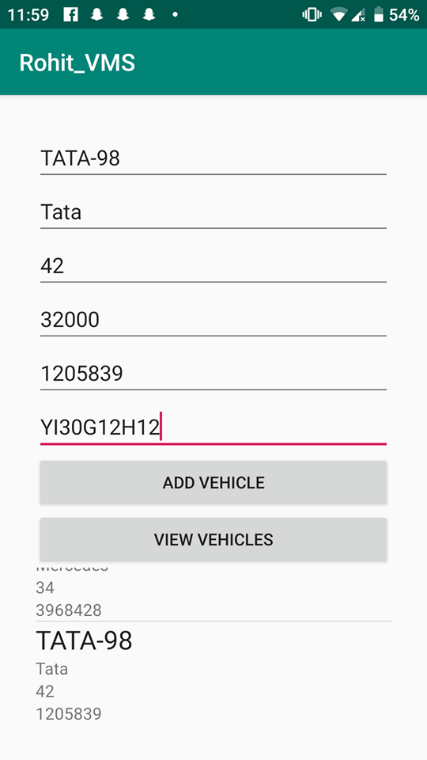 11:59
54%
Rohit_VMS
TATA-98
Tata
42
32000
1205839
YI30G12H12
ADD VEHICLE
VIEW VEHICLES
Mercedes
34
3968428
TATA-98
Tata
42
1205839